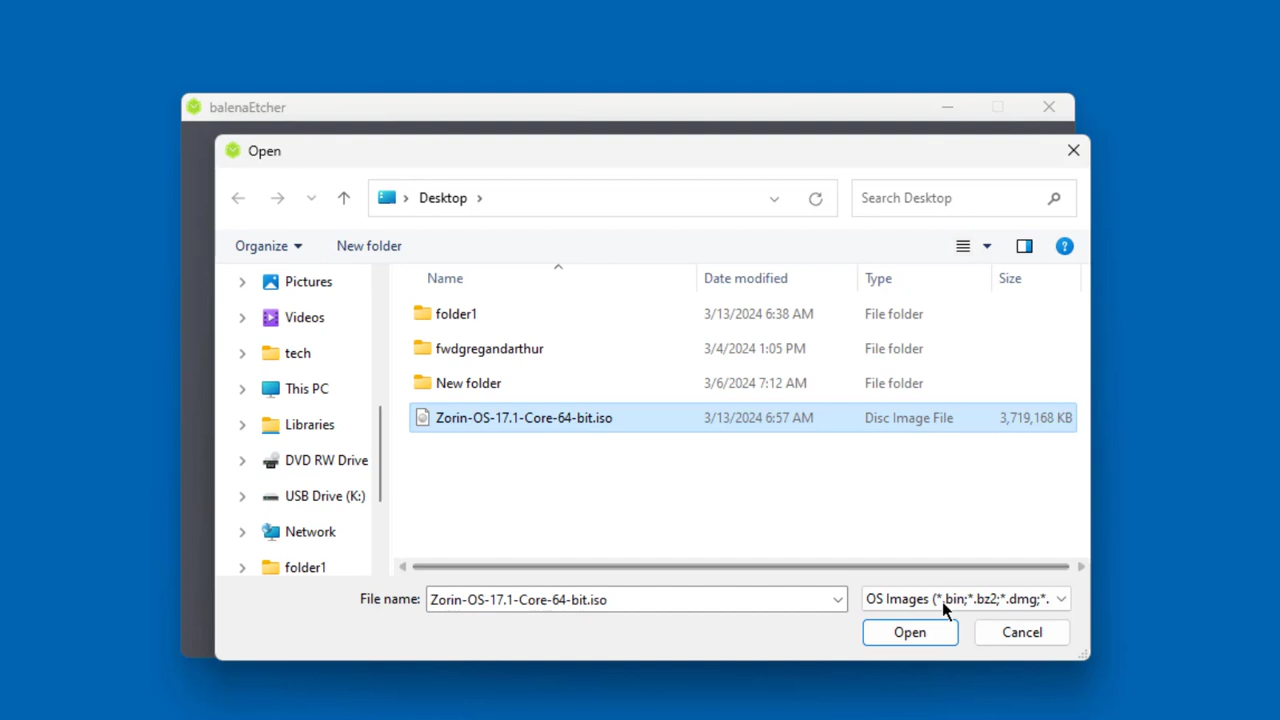 balenaEtcher
Open
Desktop
Search Desktop
Organize
New folder
?
Name Date modified Type Size
Pictures
Videos
tech
This PC
Libraries
DVD RW Drive
USB Drive (K:)
Network
folder1
folder1 3/13/2024 6:38 AM File folder
fwdgregandarthur 3/4/2024 1:05 PM File folder
New folder 3/6/2024 7:12 AM File folder
Zorin-OS-17.1-Core-64-bit.iso 3/13/2024 6:57 AM Disc Image File 3,719,168 KB
File name: Zorin-OS-17.1-Core-64-bit.iso OS Images (*.bin;*.bz2;*.dmg;*.
Open Cancel